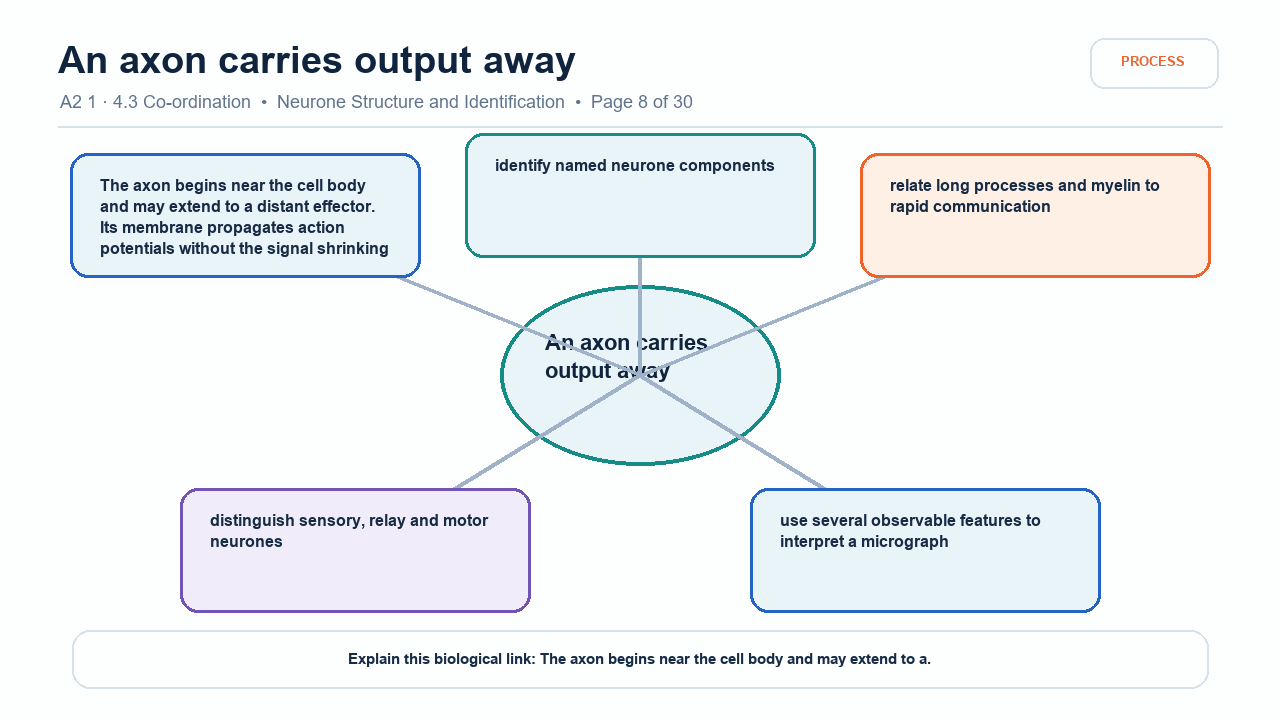 An axon carries output away
PROCESS
A2 1 · 4.3 Co-ordination • Neurone Structure and Identification • Page 8 of 30
The axon begins near the cell body
and may extend to a distant effector.
Its membrane propagates action
potentials without the signal shrinking
identify named neurone components
relate long processes and myelin to
rapid communication
An axon carries
output away
distinguish sensory, relay and motor
neurones
use several observable features to
interpret a micrograph
Explain this biological link: The axon begins near the cell body and may extend to a.